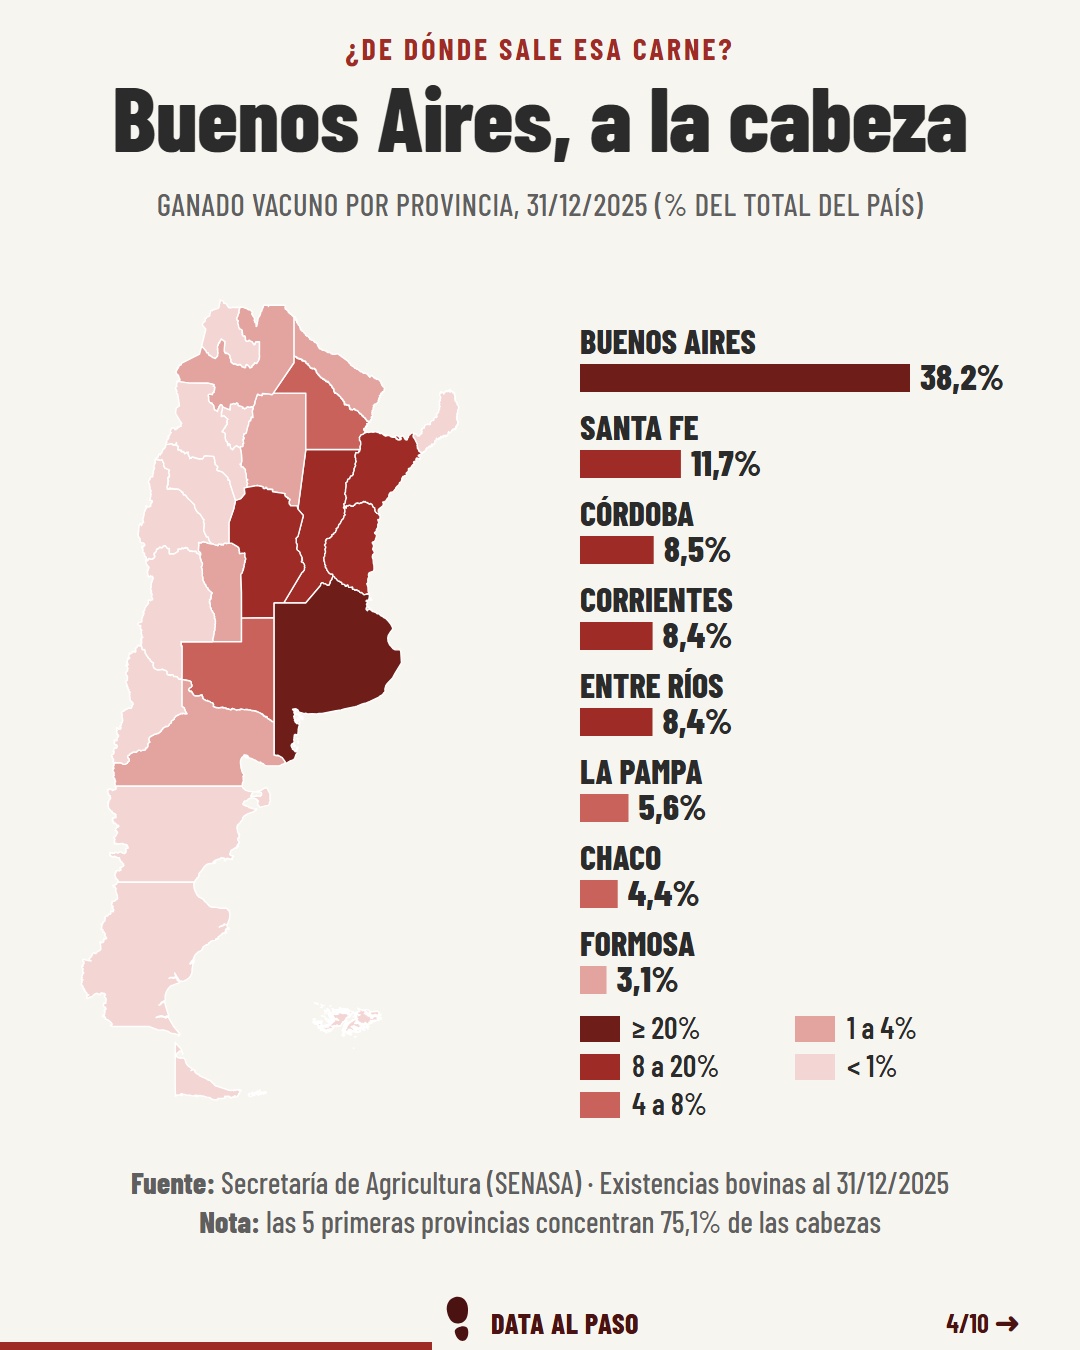 ¿DE DÓNDE SALE ESA CARNE?
Buenos Aires, a la cabeza
GANADO VACUNO POR PROVINCIA, 31/12/2025 (% DEL TOTAL DEL PAÍS)
BUENOS AIRES
38,2%
SANTA FE
11,7%
CÓRDOBA
8,5%
CORRIENTES
8,4%
ENTRE RÍOS
8,4%
LA PAMPA
5,6%
CHACO
4,4%
FORMOSA
3,1%
≥ 20%
8 a 20%
4 a 8%
1 a 4%
< 1%
Fuente: Secretaría de Agricultura (SENASA) · Existencias bovinas al 31/12/2025
Nota: las 5 primeras provincias concentran 75,1% de las cabezas
DATA AL PASO
4/10 →